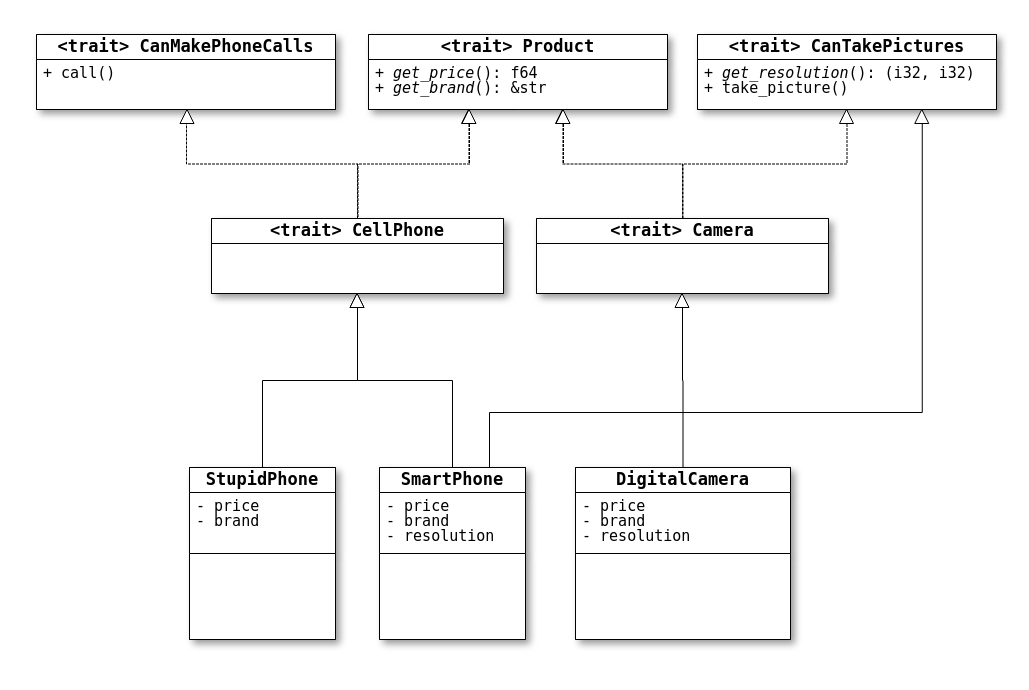 <trait> CanMakePhoneCalls
+ call()
<trait> Product
+ get_price(): f64
+ get_brand(): &str
<trait> CanTakePictures
+ get_resolution(): (i32, i32)
+ take_picture()
<trait> CellPhone
<trait> Camera
StupidPhone
- price
- brand
SmartPhone
- price
- brand
- resolution
DigitalCamera
- price
- brand
- resolution